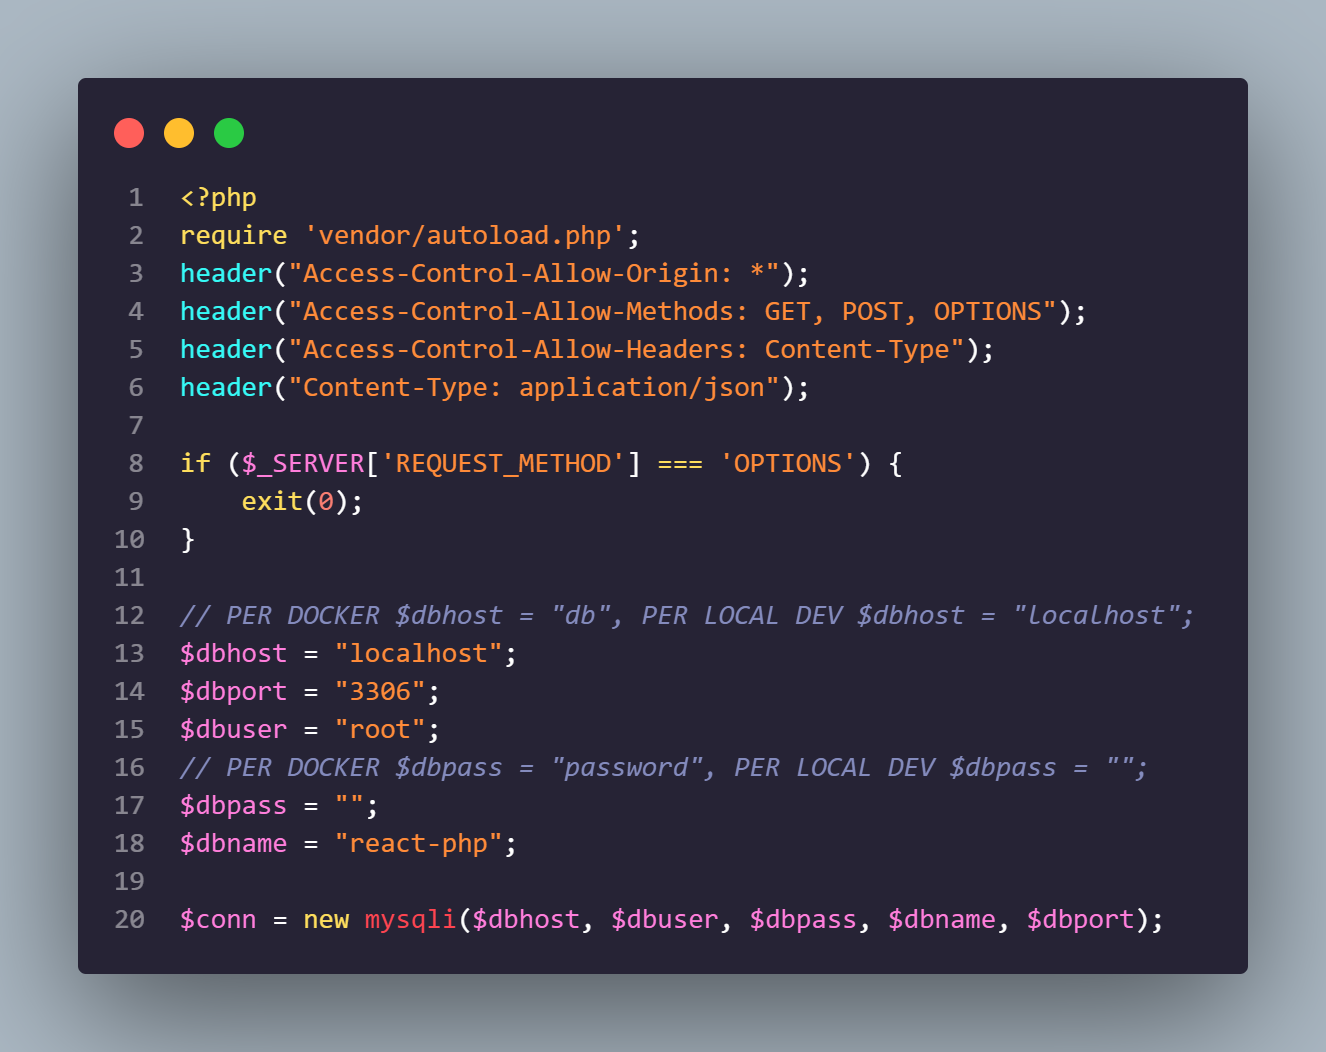 1 <?php
2 require 'vendor/autoload.php';
3 header("Access-Control-Allow-Origin: *");
4 header("Access-Control-Allow-Methods: GET, POST, OPTIONS");
5 header("Access-Control-Allow-Headers: Content-Type");
6 header("Content-Type: application/json");
7
8 if ($_SERVER['REQUEST_METHOD'] === 'OPTIONS') {
9     exit(0);
10 }
11
12 // PER DOCKER $dbhost = "db", PER LOCAL DEV $dbhost = "localhost";
13 $dbhost = "localhost";
14 $dbport = "3306";
15 $dbuser = "root";
16 // PER DOCKER $dbpass = "password", PER LOCAL DEV $dbpass = "";
17 $dbpass = "";
18 $dbname = "react-php";
19
20 $conn = new mysqli($dbhost, $dbuser, $dbpass, $dbname, $dbport);